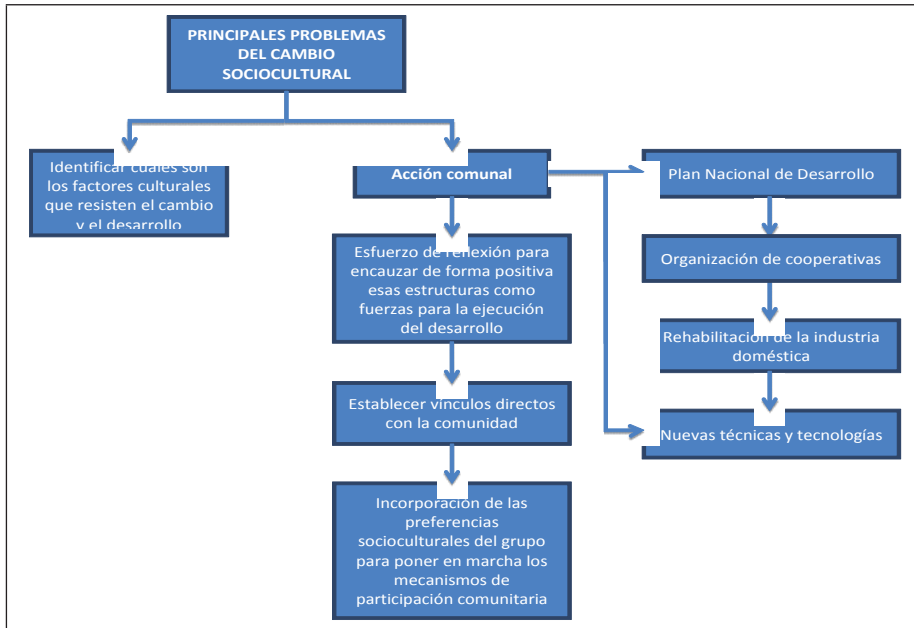 PRINCIPALES PROBLEMAS
DEL CAMBIO
SOCIOCULTURAL
Identificar cuales son
los factores culturales
que resisten el cambio
y el desarrollo
Acción comunal
Esfuerzo de reflexión para
encauzar de forma positiva
esas estructuras como
fuerzas para la ejecución
del desarrollo
Establecer vínculos directos
con la comunidad
Incorporación de las
preferencias
socioculturales del grupo
para poner en marcha los
mecanismos de
participación comunitaria
Plan Nacional de Desarrollo
Organización de cooperativas
Rehabilitación de la industria
doméstica
Nuevas técnicas y tecnologías